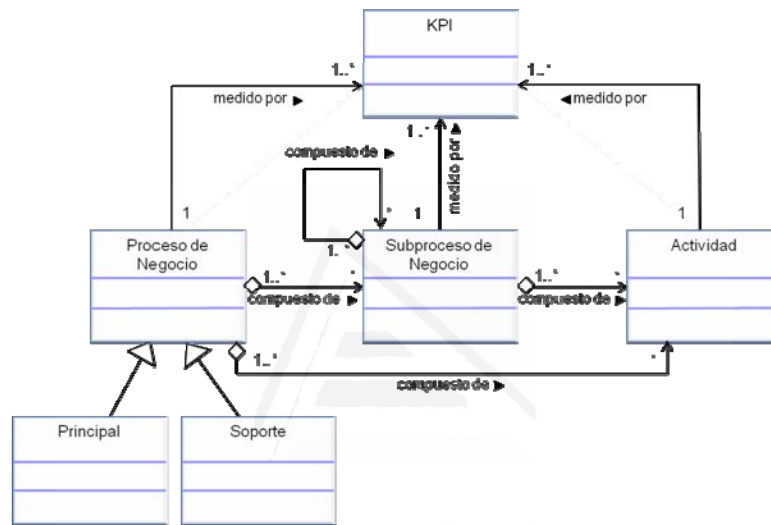 KPI
1..*
1..*
medido por ►
◄ medido por
1..*
compuesto de ►
medido por ►
*
1
1
1
1..*
Proceso de
Negocio
Subproceso de
Negocio
Actividad
1..*
*
1..*
*
compuesto de ►
compuesto de ►
1..*
*
compuesto de ►
Principal
Soporte